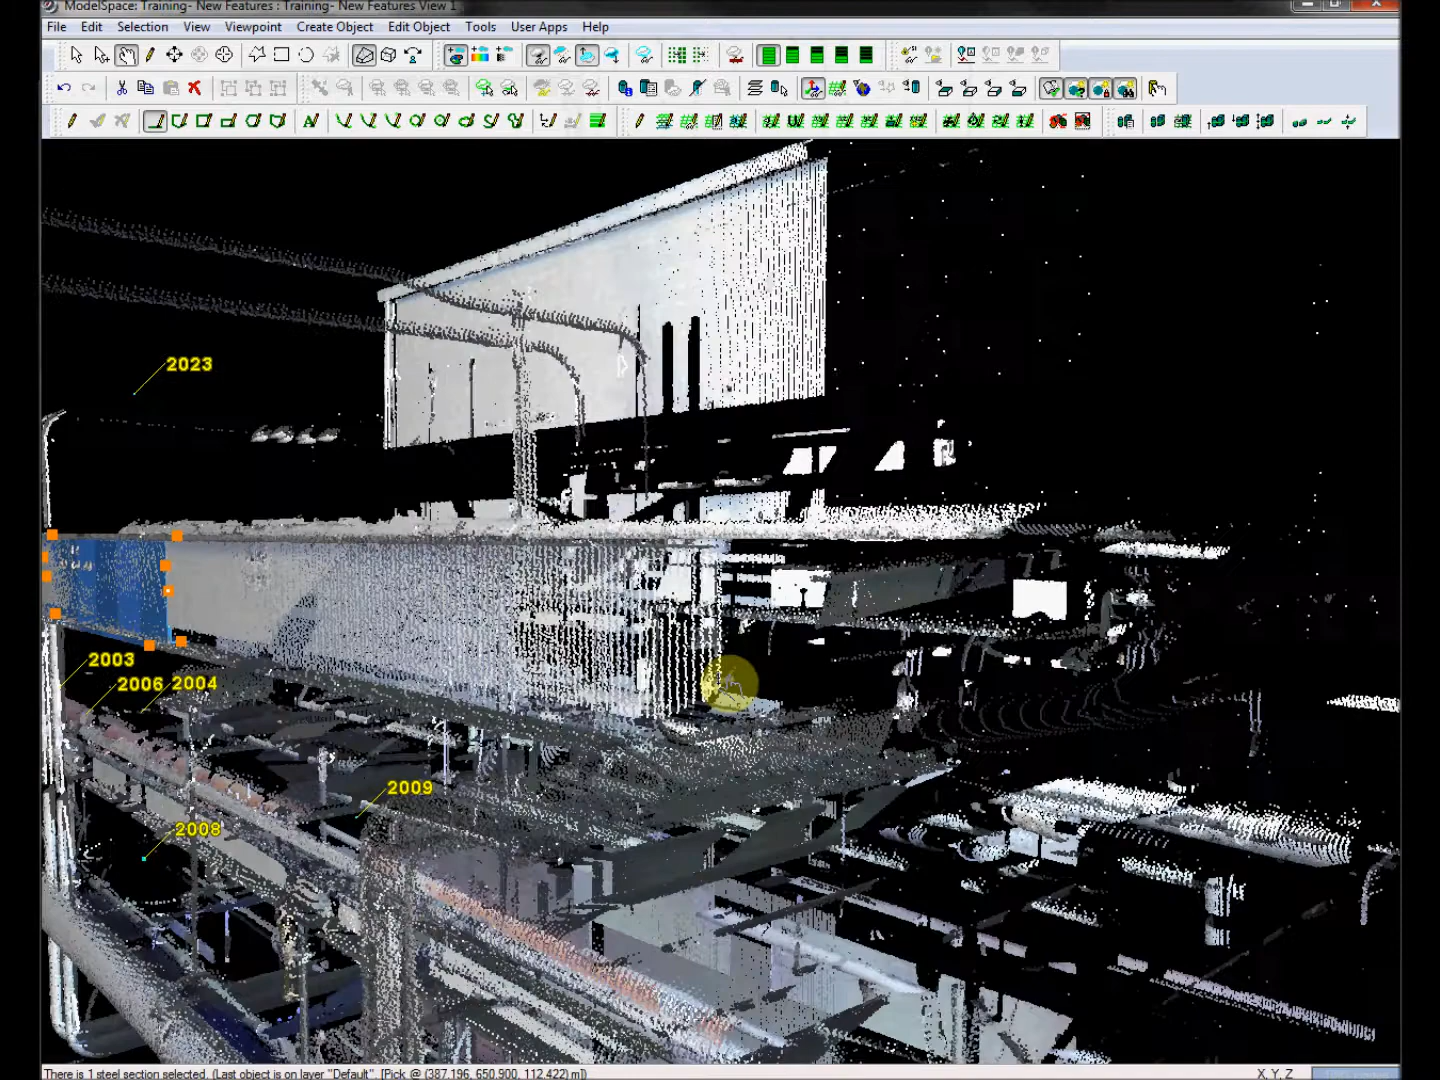 ModelSpace: Training- New Features : Training- New Features View 1
File Edit Selection View Viewpoint Create Object Edit Object Tools User Apps Help
2023
2003
2006
2004
2009
2008
There is 1 steel section selected. (Last object is on layer "Default". [Pick @ (387.196, 650.900, 112.422) m])
X, Y, Z